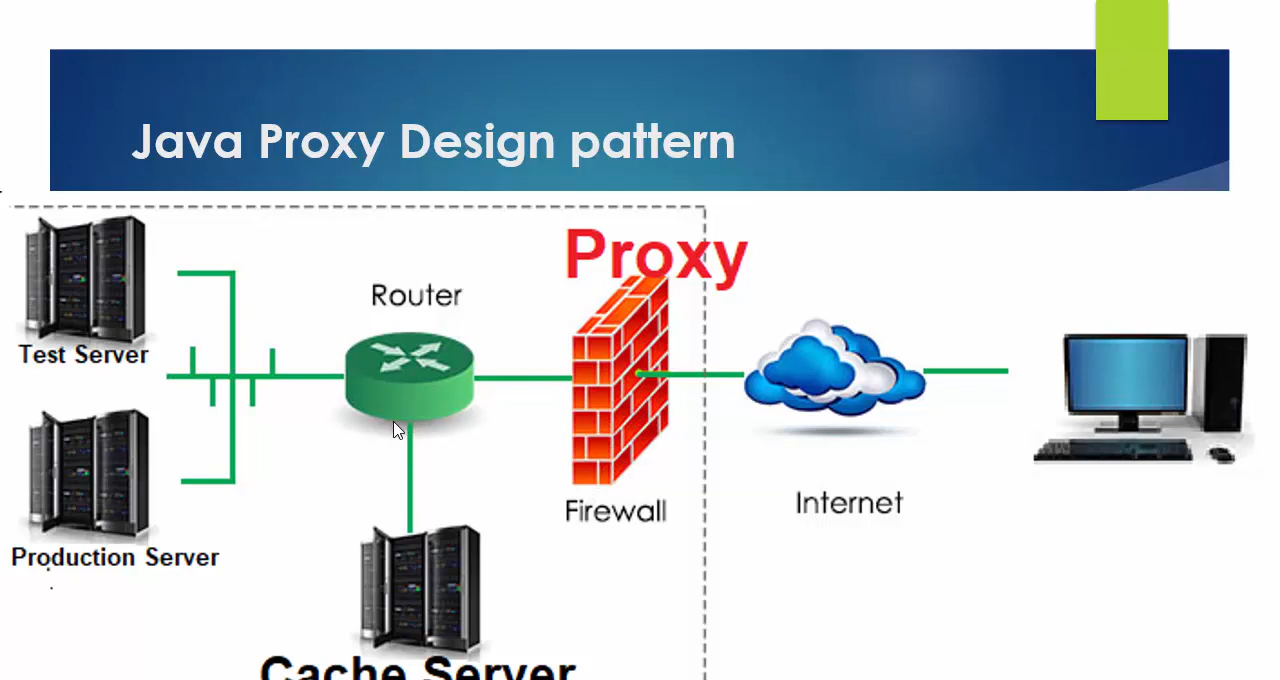 Java Proxy Design pattern
Proxy
Router
Test Server
Firewall
Internet
Production Server
Cache Server